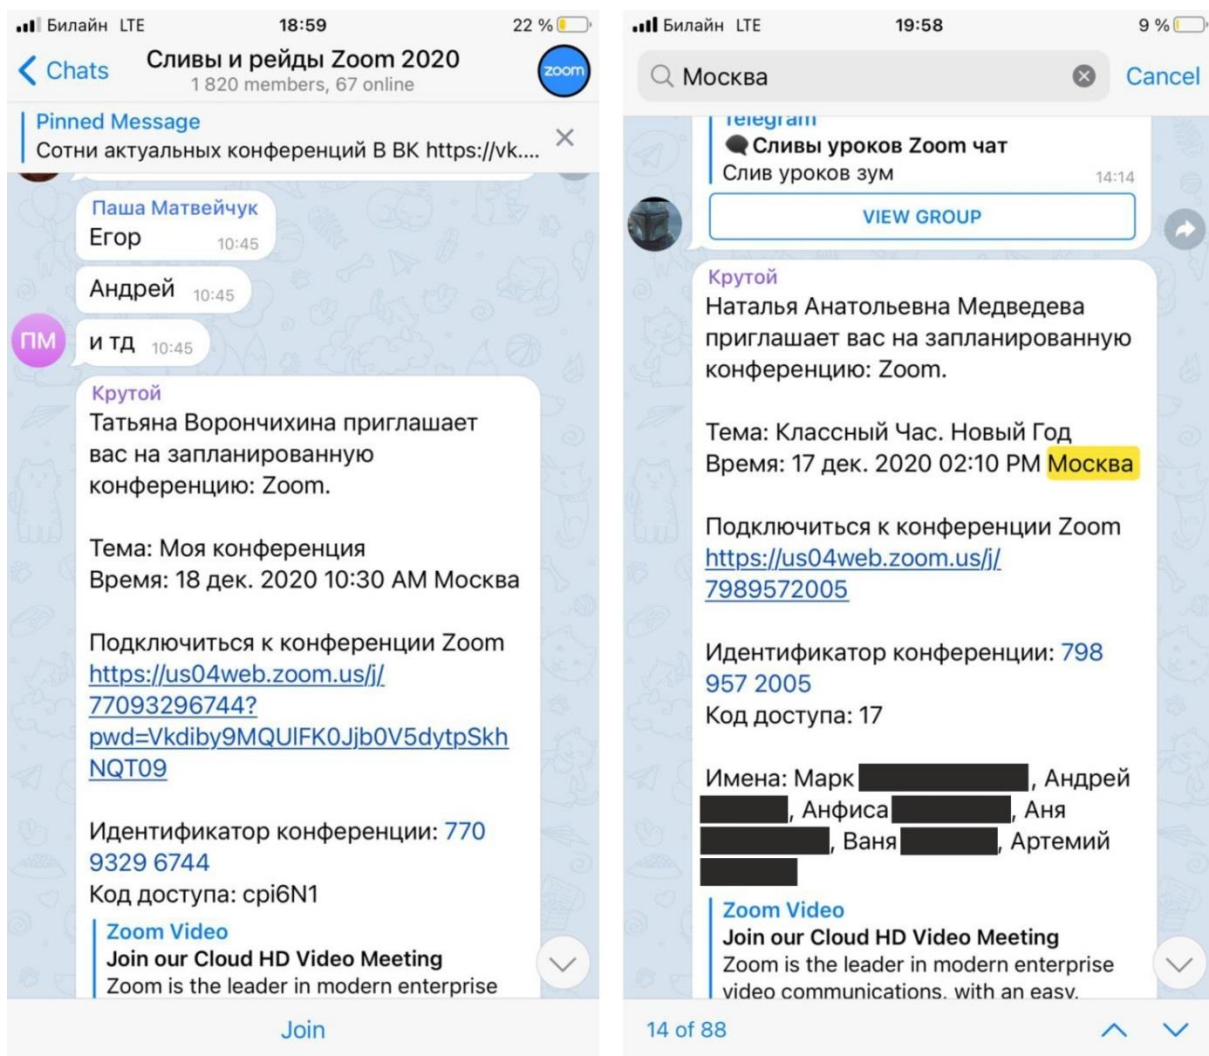 Билайн LTE 18:59 22 %
Chats
Сливы и рейды Zoom 2020
1 820 members, 67 online
zoom
Pinned Message
Сотни актуальных конференций В ВК https://vk....
Паша Матвейчук
Егор 10:45
Андрей 10:45
ПМ
и тд 10:45
Крутой
Татьяна Ворончихина приглашает
вас на запланированную
конференцию: Zoom.
Тема: Моя конференция
Время: 18 дек. 2020 10:30 AM Москва
Подключиться к конференции Zoom
https://us04web.zoom.us/j/
77093296744?
pwd=Vkdiby9MQUlFK0Jjb0V5dytpSkh
NQT09
Идентификатор конференции: 770
9329 6744
Код доступа: cpi6N1
Zoom Video
Join our Cloud HD Video Meeting
Zoom is the leader in modern enterprise
Join
Билайн LTE 19:58 9 %
Москва
Cancel
Telegram
Сливы уроков Zoom чат
Слив уроков зум 14:14
VIEW GROUP
Крутой
Наталья Анатольевна Медведева
приглашает вас на запланированную
конференцию: Zoom.
Тема: Классный Час. Новый Год
Время: 17 дек. 2020 02:10 PM Москва
Подключиться к конференции Zoom
https://us04web.zoom.us/j/
7989572005
Идентификатор конференции: 798
957 2005
Код доступа: 17
Имена: Марк , Андрей
, Анфиса , Аня
, Ваня , Артемий
Zoom Video
Join our Cloud HD Video Meeting
Zoom is the leader in modern enterprise
video communications, with an easy,
14 of 88